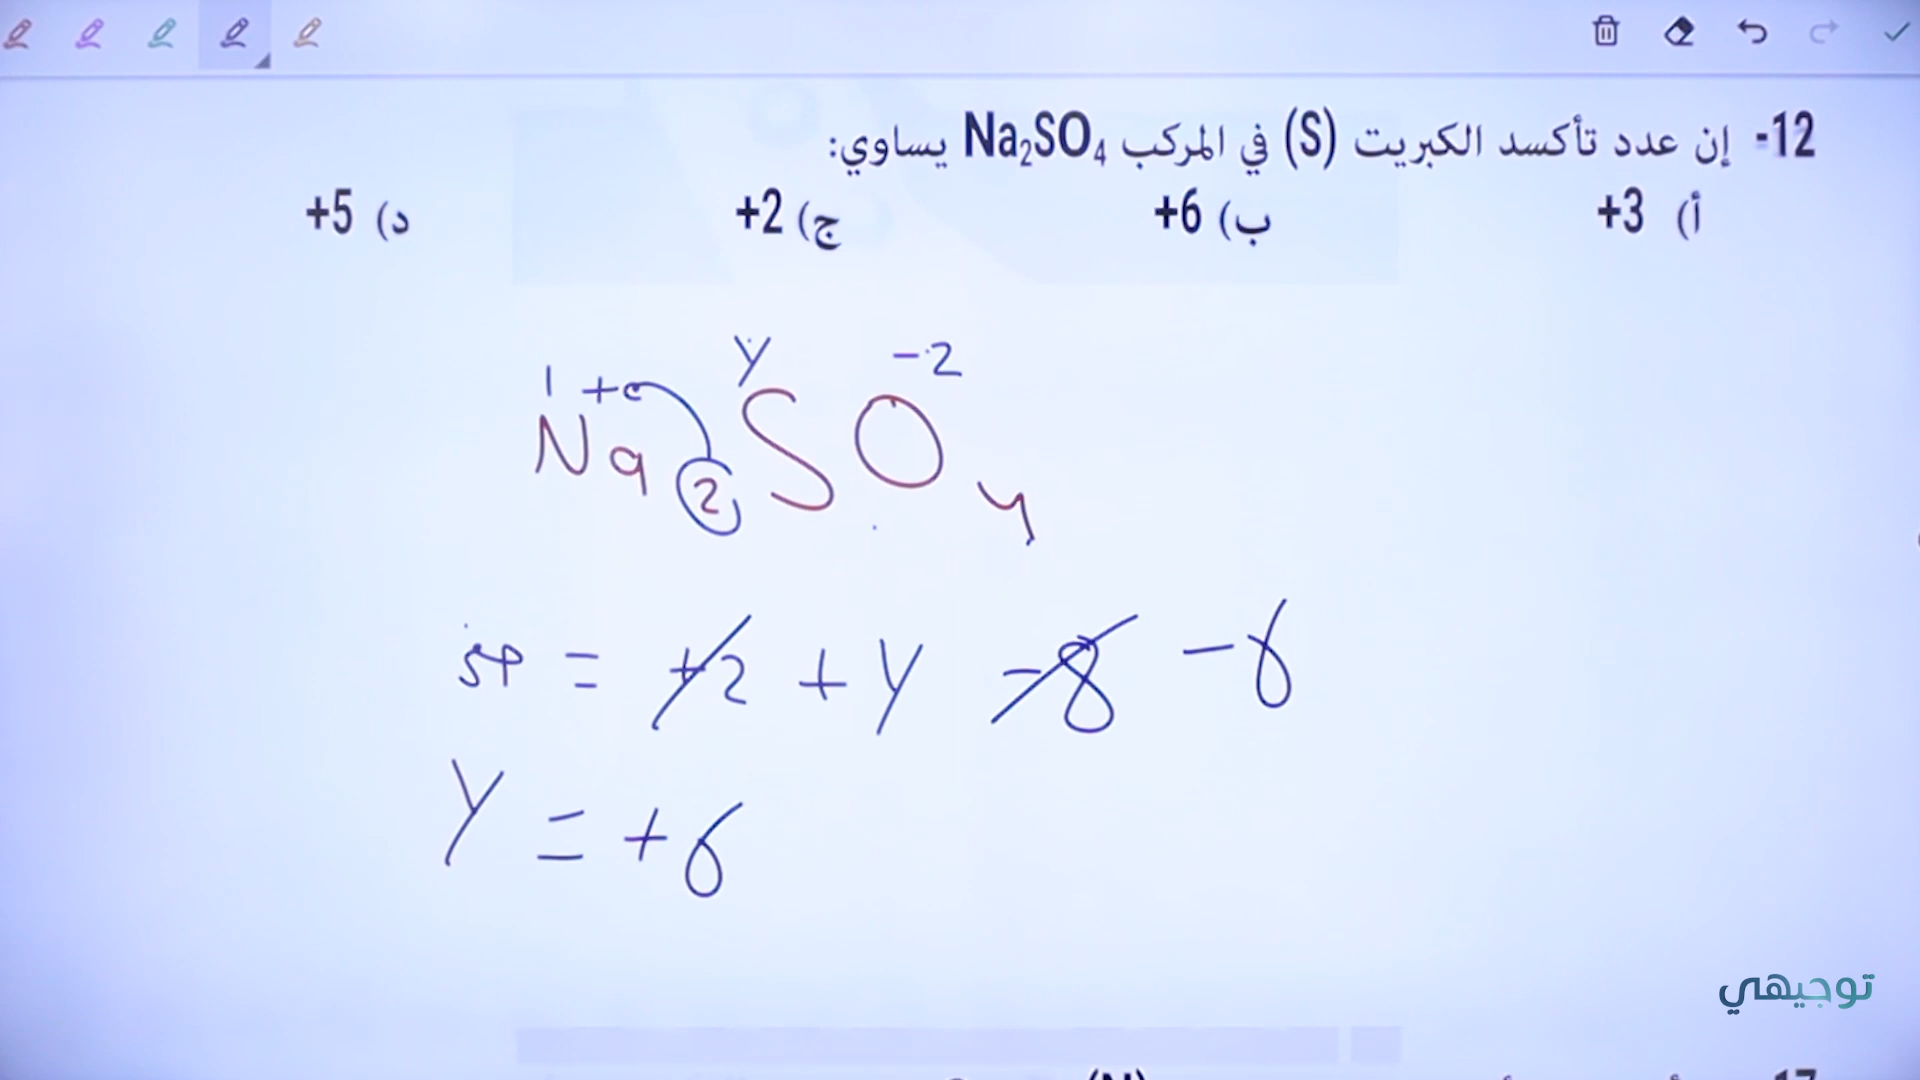 12- إن عدد تأكسد الكبريت (S) في المركب Na₂SO₄ يساوي:
أ) +3 ب) +6 ج) +2 د) +5
1+ y -2
Na₂SO₄
= +2 + y -8 -6
y = +6
توجيهي